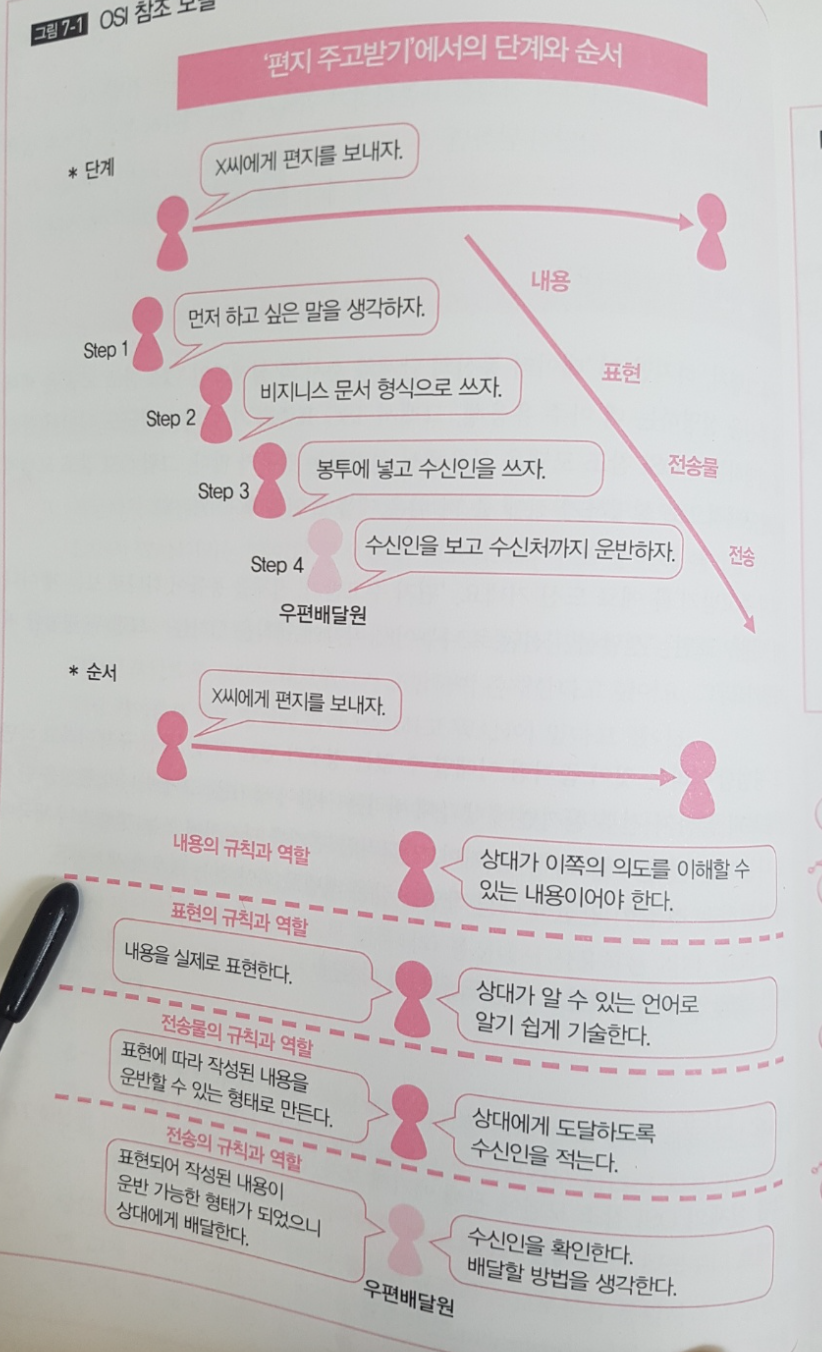 그림 7-1 OSI 참조 모델
'편지 주고받기'에서의 단계와 순서
* 단계
X씨에게 편지를 보내자.
내용
먼저 하고 싶은 말을 생각하자.
Step 1
표현
비지니스 문서 형식으로 쓰자.
Step 2
전송물
봉투에 넣고 수신인을 쓰자.
Step 3
전송
수신인을 보고 수신처까지 운반하자.
Step 4
우편배달원
* 순서
X씨에게 편지를 보내자.
내용의 규칙과 역할
상대가 이쪽의 의도를 이해할 수
있는 내용이어야 한다.
표현의 규칙과 역할
내용을 실제로 표현한다.
상대가 알 수 있는 언어로
알기 쉽게 기술한다.
전송물의 규칙과 역할
표현에 따라 작성된 내용을
운반할 수 있는 형태로 만든다.
상대에게 도달하도록
수신인을 적는다.
전송의 규칙과 역할
표현되어 작성된 내용이
운반 가능한 형태가 되었으니
상대에게 배달한다.
수신인을 확인한다.
배달할 방법을 생각한다.
우편배달원